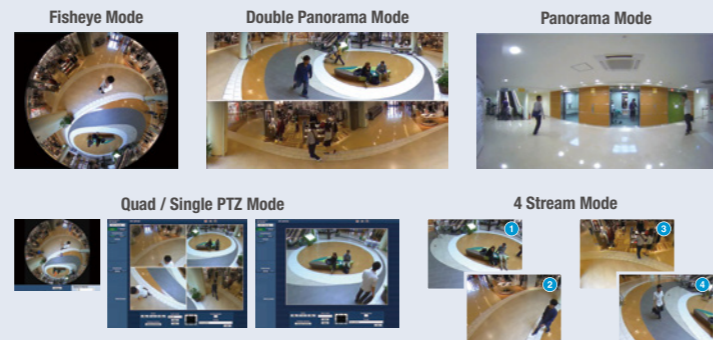 Fisheye Mode
Double Panorama Mode
Panorama Mode
Quad / Single PTZ Mode
4 Stream Mode
1
2
3
4